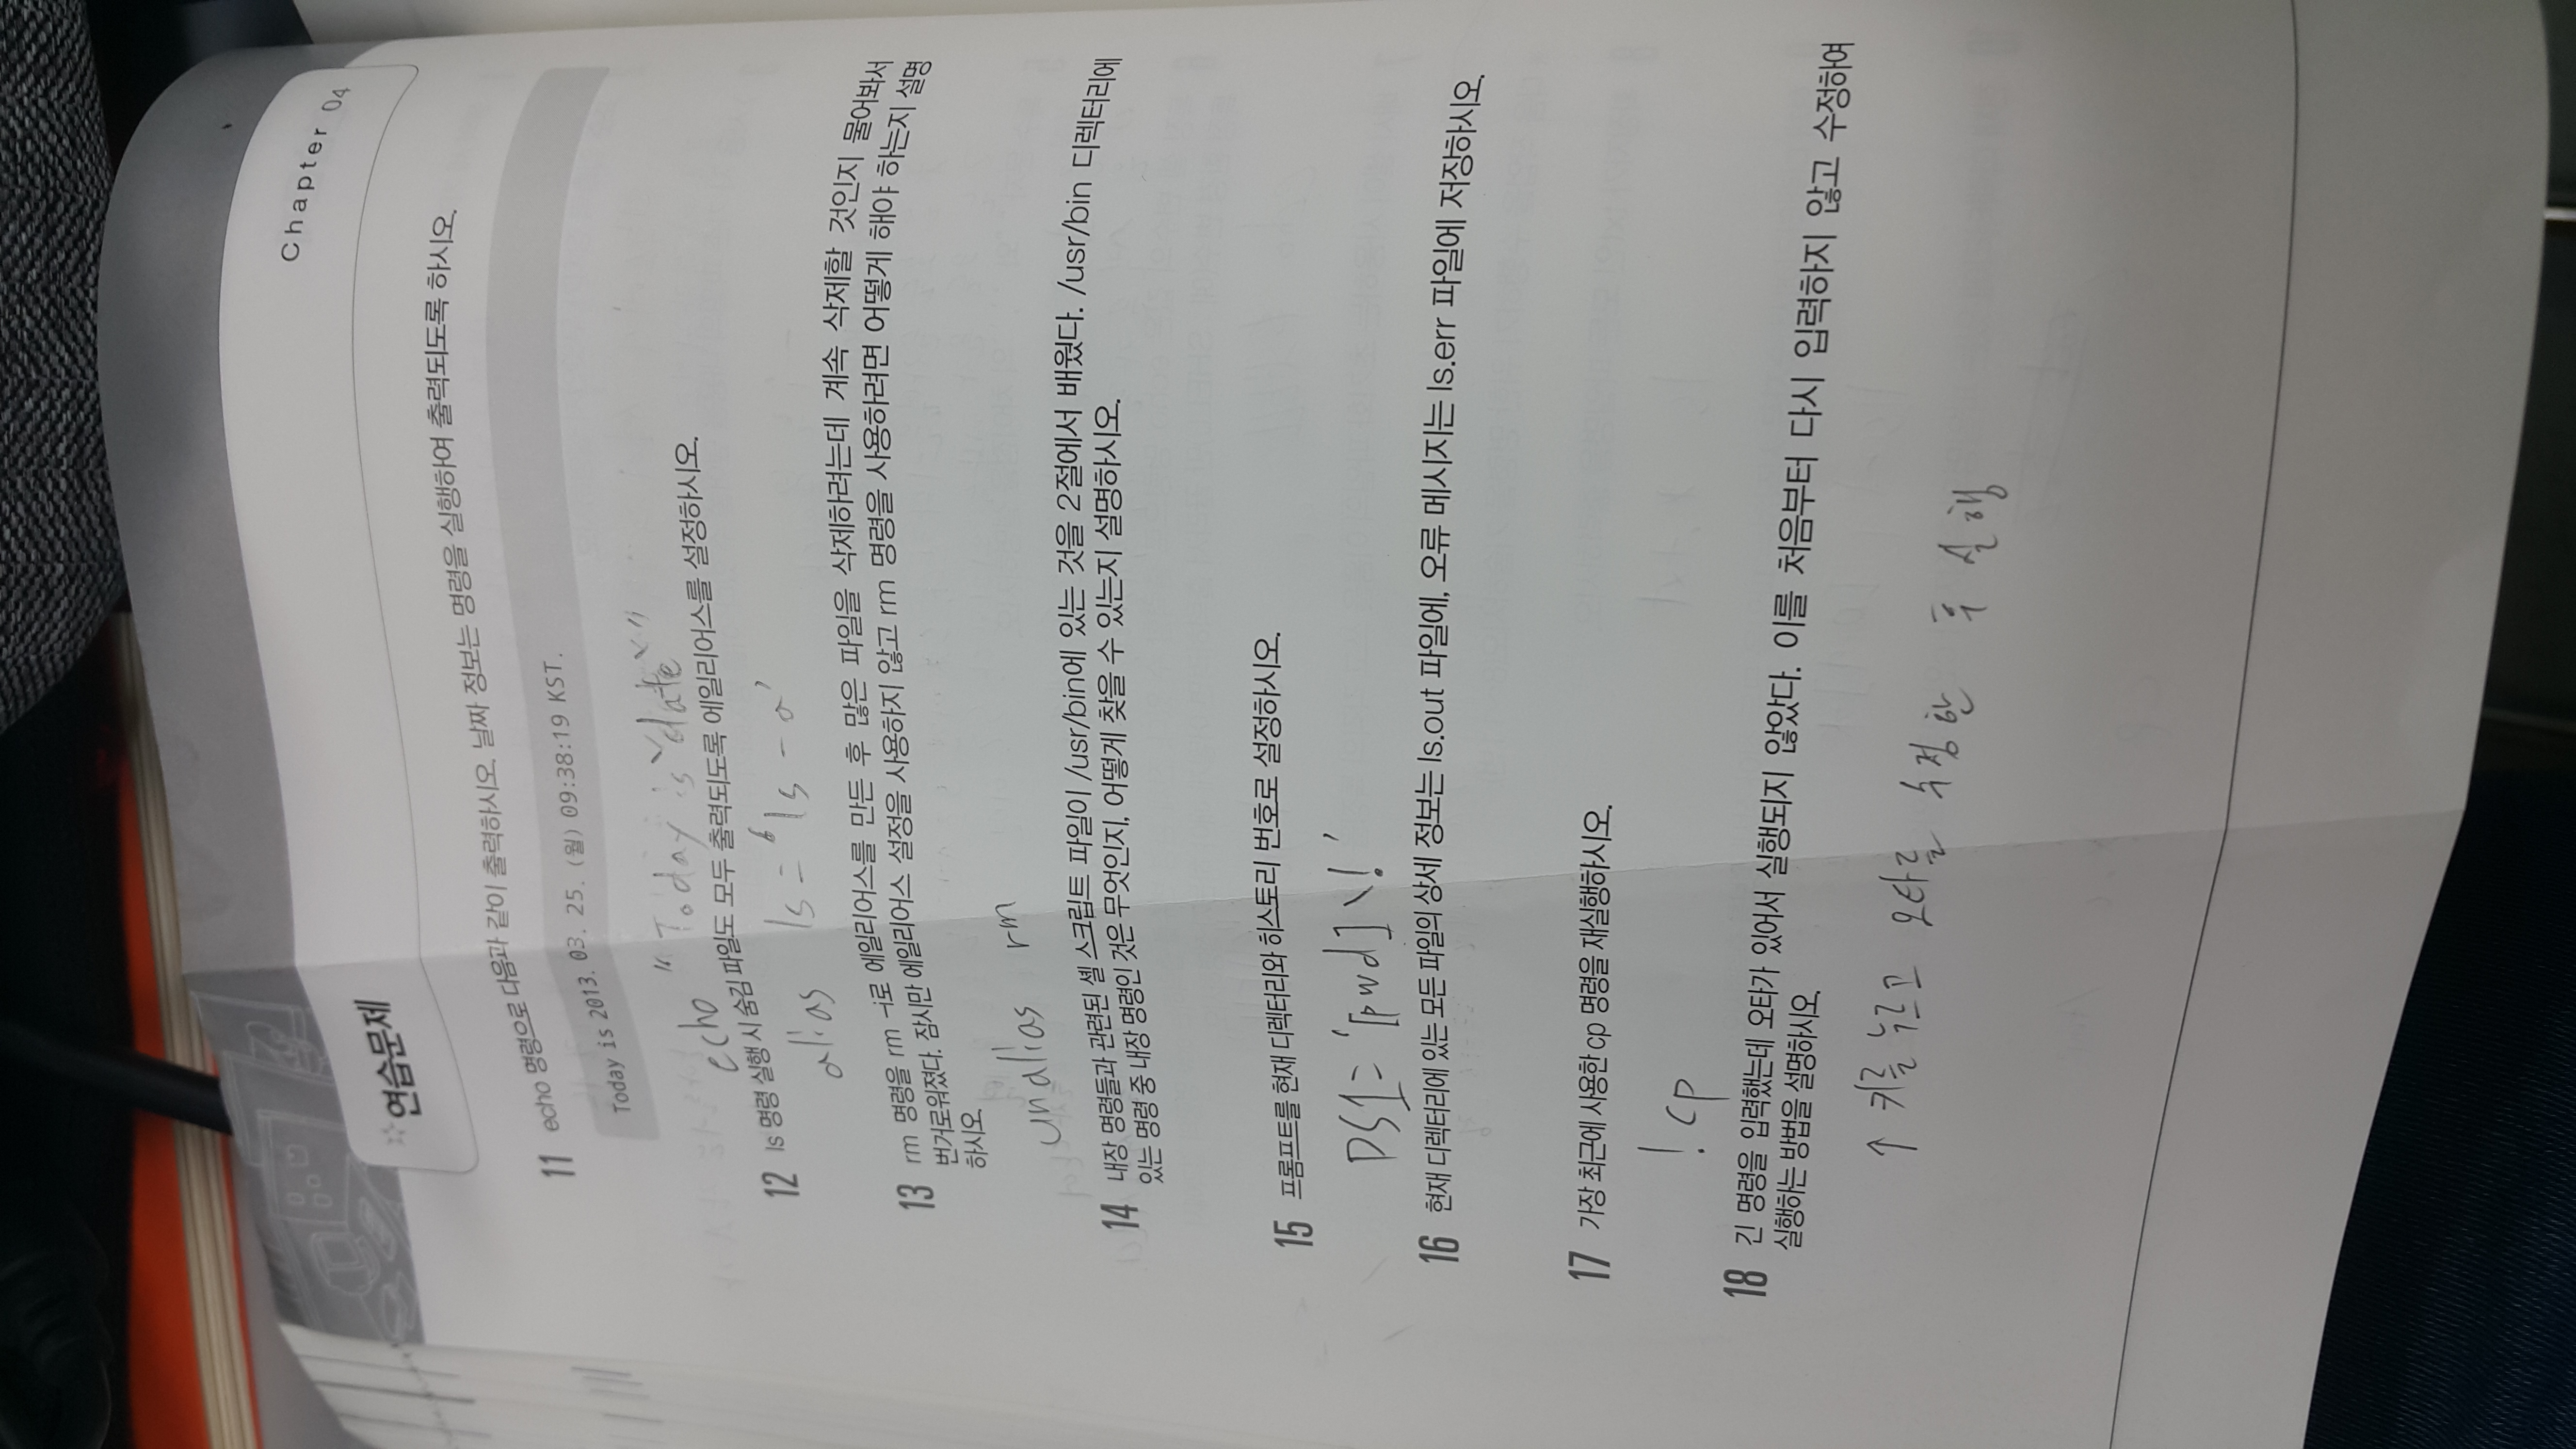 Chapter 04
연습문제
11 echo 명령으로 다음과 같이 출력하시오. 날짜 정보는 명령을 실행하여 출력되도록 하시오.
Today is 2013. 03. 25. (월) 09:38:19 KST.
echo "Today is `date`"
12 ls 명령 실행 시 숨김 파일도 모두 출력되도록 에일리어스를 설정하시오.
alias ls = 'ls -a'
13 rm 명령을 rm -i로 에일리어스를 만든 후 많은 파일을 삭제하려는데 계속 삭제할 것인지 물어봐서
번거로워졌다. 잠시만 에일리어스 설정을 사용하지 않고 rm 명령을 사용하려면 어떻게 해야 하는지 설명
하시오.
unalias rm
14 내장 명령들과 관련된 셸 스크립트 파일이 /usr/bin에 있는 것을 2절에서 배웠다. /usr/bin 디렉터리에
있는 명령 중 내장 명령인 것은 무엇인지, 어떻게 찾을 수 있는지 설명하시오.
15 프롬프트를 현재 디렉터리와 히스토리 번호로 설정하시오.
PS1= '[pwd] \! '
16 현재 디렉터리에 있는 모든 파일의 상세 정보는 ls.out 파일에, 오류 메시지는 ls.err 파일에 저장하시오.
17 가장 최근에 사용한 cp 명령을 재실행하시오.
! cp
18 긴 명령을 입력했는데 오타가 있어서 실행되지 않았다. 이를 처음부터 다시 입력하지 않고 수정하여
실행하는 방법을 설명하시오.
↑ 키를 누르고 오타를 수정한 후 실행